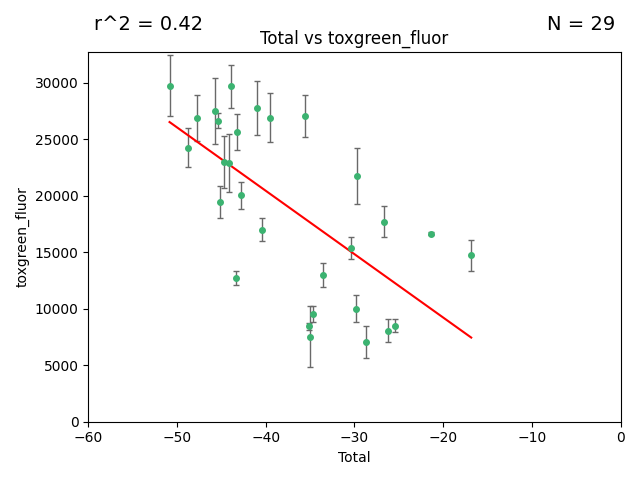 r^2 = 0.42
N = 29
Total vs toxgreen_fluor
30000
25000
20000
15000
10000
5000
0
toxgreen_fluor
−60
−50
−40
−30
−20
−10
0
Total